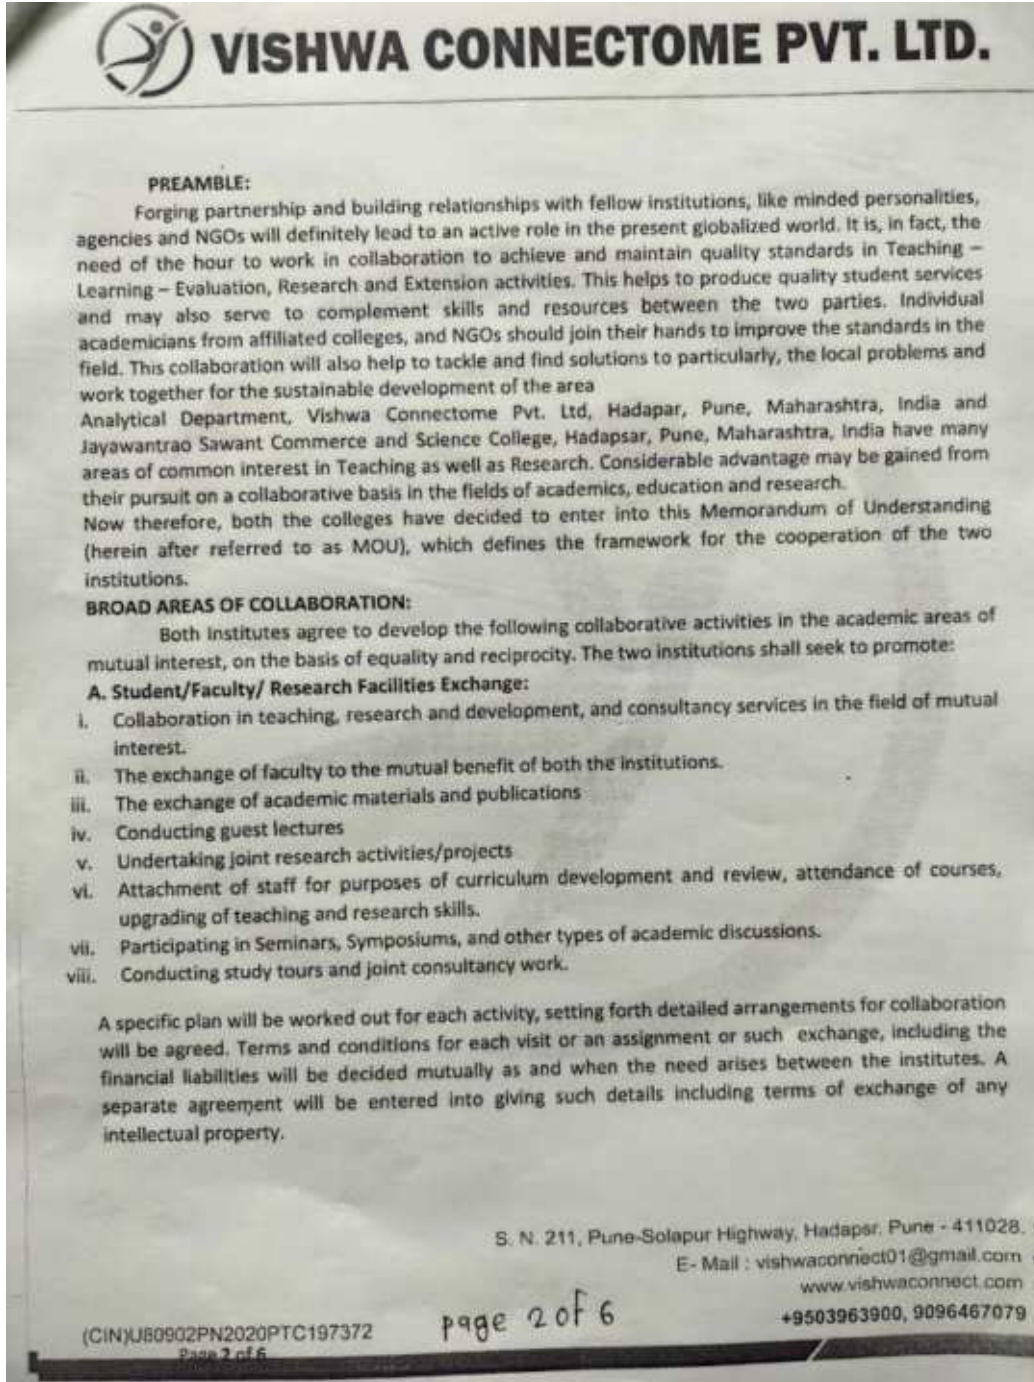 VISHWA CONNECTOME PVT. LTD.
PREAMBLE:
Forging partnership and building relationships with fellow institutions, like minded personalities,
agencies and NGOs will definitely lead to an active role in the present globalized world. It is, in fact, the
need of the hour to work in collaboration to achieve and maintain quality standards in Teaching –
Learning – Evaluation, Research and Extension activities. This helps to produce quality student services
and may also serve to complement skills and resources between the two parties. Individual
academicians from affiliated colleges, and NGOs should join their hands to improve the standards in the
field. This collaboration will also help to tackle and find solutions to particularly, the local problems and
work together for the sustainable development of the area
Analytical Department, Vishwa Connectome Pvt. Ltd, Hadapar, Pune, Maharashtra, India and
Jayawantrao Sawant Commerce and Science College, Hadapsar, Pune, Maharashtra, India have many
areas of common interest in Teaching as well as Research. Considerable advantage may be gained from
their pursuit on a collaborative basis in the fields of academics, education and research.
Now therefore, both the colleges have decided to enter into this Memorandum of Understanding
(herein after referred to as MOU), which defines the framework for the cooperation of the two
institutions.
BROAD AREAS OF COLLABORATION:
Both Institutes agree to develop the following collaborative activities in the academic areas of
mutual interest, on the basis of equality and reciprocity. The two institutions shall seek to promote:
A. Student/Faculty/ Research Facilities Exchange:
i. Collaboration in teaching, research and development, and consultancy services in the field of mutual
interest.
ii. The exchange of faculty to the mutual benefit of both the institutions.
iii. The exchange of academic materials and publications
iv. Conducting guest lectures
v. Undertaking joint research activities/projects
vi. Attachment of staff for purposes of curriculum development and review, attendance of courses,
upgrading of teaching and research skills.
vii. Participating in Seminars, Symposiums, and other types of academic discussions.
viii. Conducting study tours and joint consultancy work.
A specific plan will be worked out for each activity, setting forth detailed arrangements for collaboration
will be agreed. Terms and conditions for each visit or an assignment or such exchange, including the
financial liabilities will be decided mutually as and when the need arises between the institutes. A
separate agreement will be entered into giving such details including terms of exchange of any
intellectual property.
S. N. 211, Pune-Solapur Highway, Hadapsr, Pune - 411028.
E- Mail : vishwaconnect01@gmail.com
www.vishwaconnect.com
+9503963900, 9096467079
(CIN)U80902PN2020PTC197372
page 2 of 6
Page 2 of 6